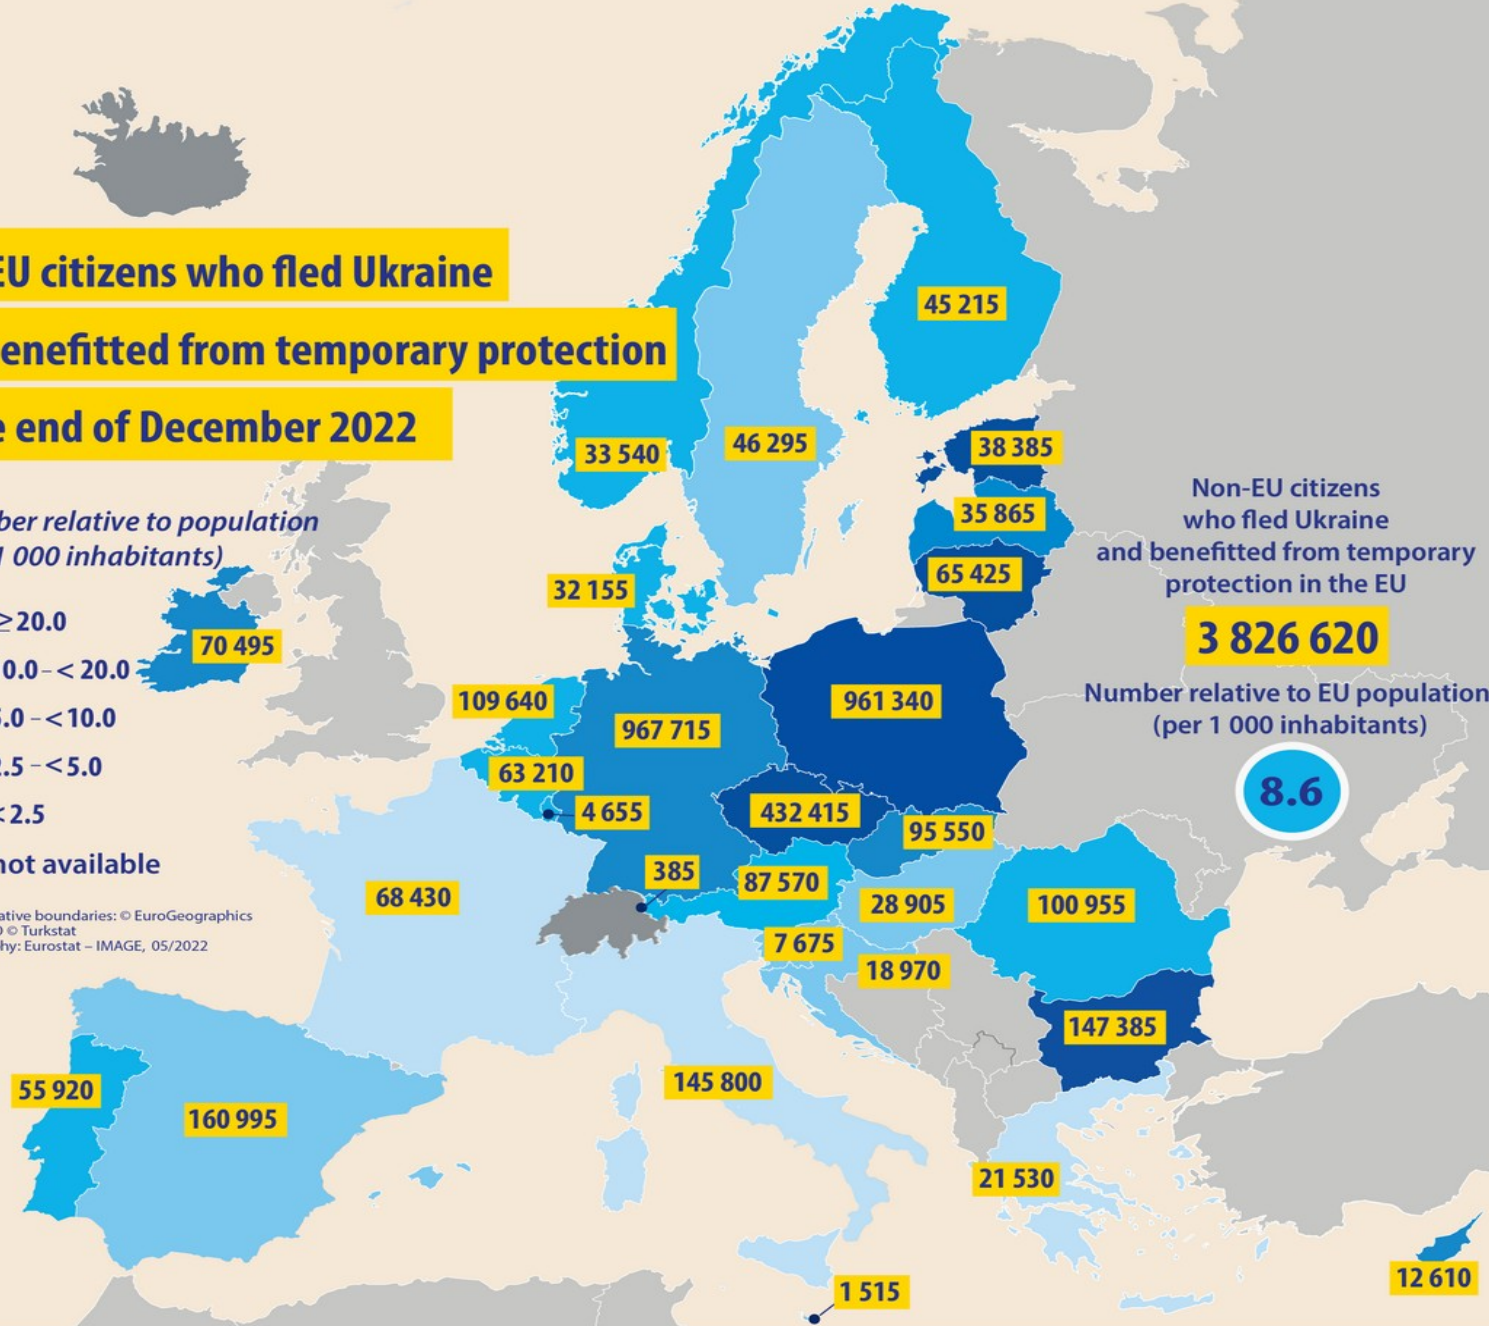 EU citizens who fled Ukraine
enefitted from temporary protection
e end of December 2022
ber relative to population
1 000 inhabitants)
≥20.0
0.0–< 20.0
5.0 –<10.0
2.5 –<5.0
<2.5
not available
ative boundaries: © EuroGeographics
© Turkstat
hy: Eurostat – IMAGE, 05/2022
45 215
33 540
46 295
38 385
35 865
65 425
32 155
70 495
Non-EU citizens
who fled Ukraine
and benefitted from temporary
protection in the EU
3 826 620
Number relative to EU population
(per 1 000 inhabitants)
8.6
109 640
967 715
961 340
63 210
4 655
432 415
95 550
385
87 570
68 430
28 905
100 955
7 675
18 970
147 385
55 920
160 995
145 800
21 530
1 515
12 610